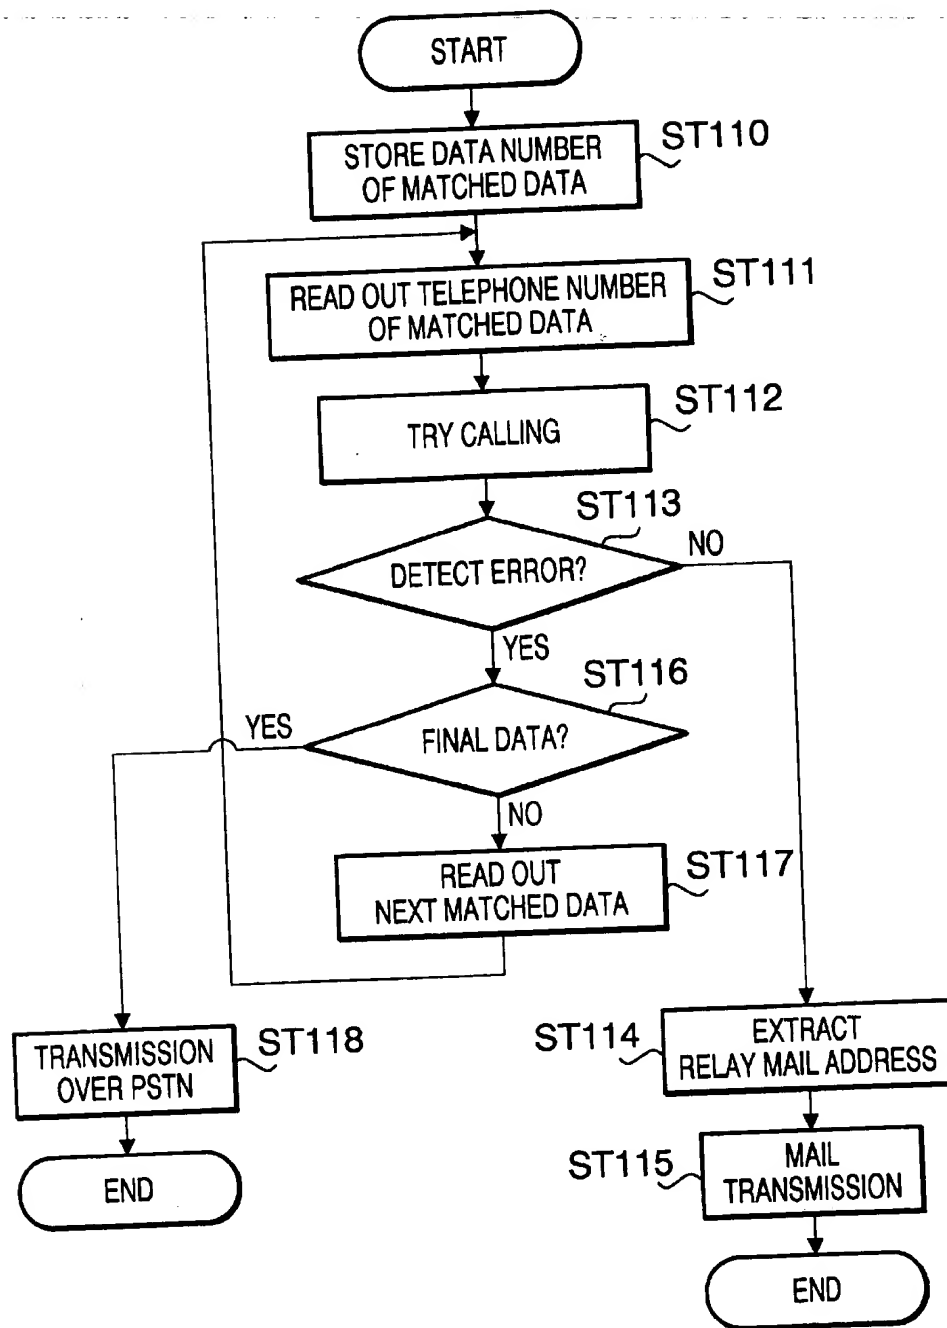 START
ST110
STORE DATA NUMBER
OF MATCHED DATA
ST111
READ OUT TELEPHONE NUMBER
OF MATCHED DATA
ST112
TRY CALLING
ST113
DETECT ERROR?
NO
YES
ST116
YES
FINAL DATA?
NO
ST117
READ OUT
NEXT MATCHED DATA
ST118
TRANSMISSION
OVER PSTN
END
ST114
EXTRACT
RELAY MAIL ADDRESS
ST115
MAIL
TRANSMISSION
END